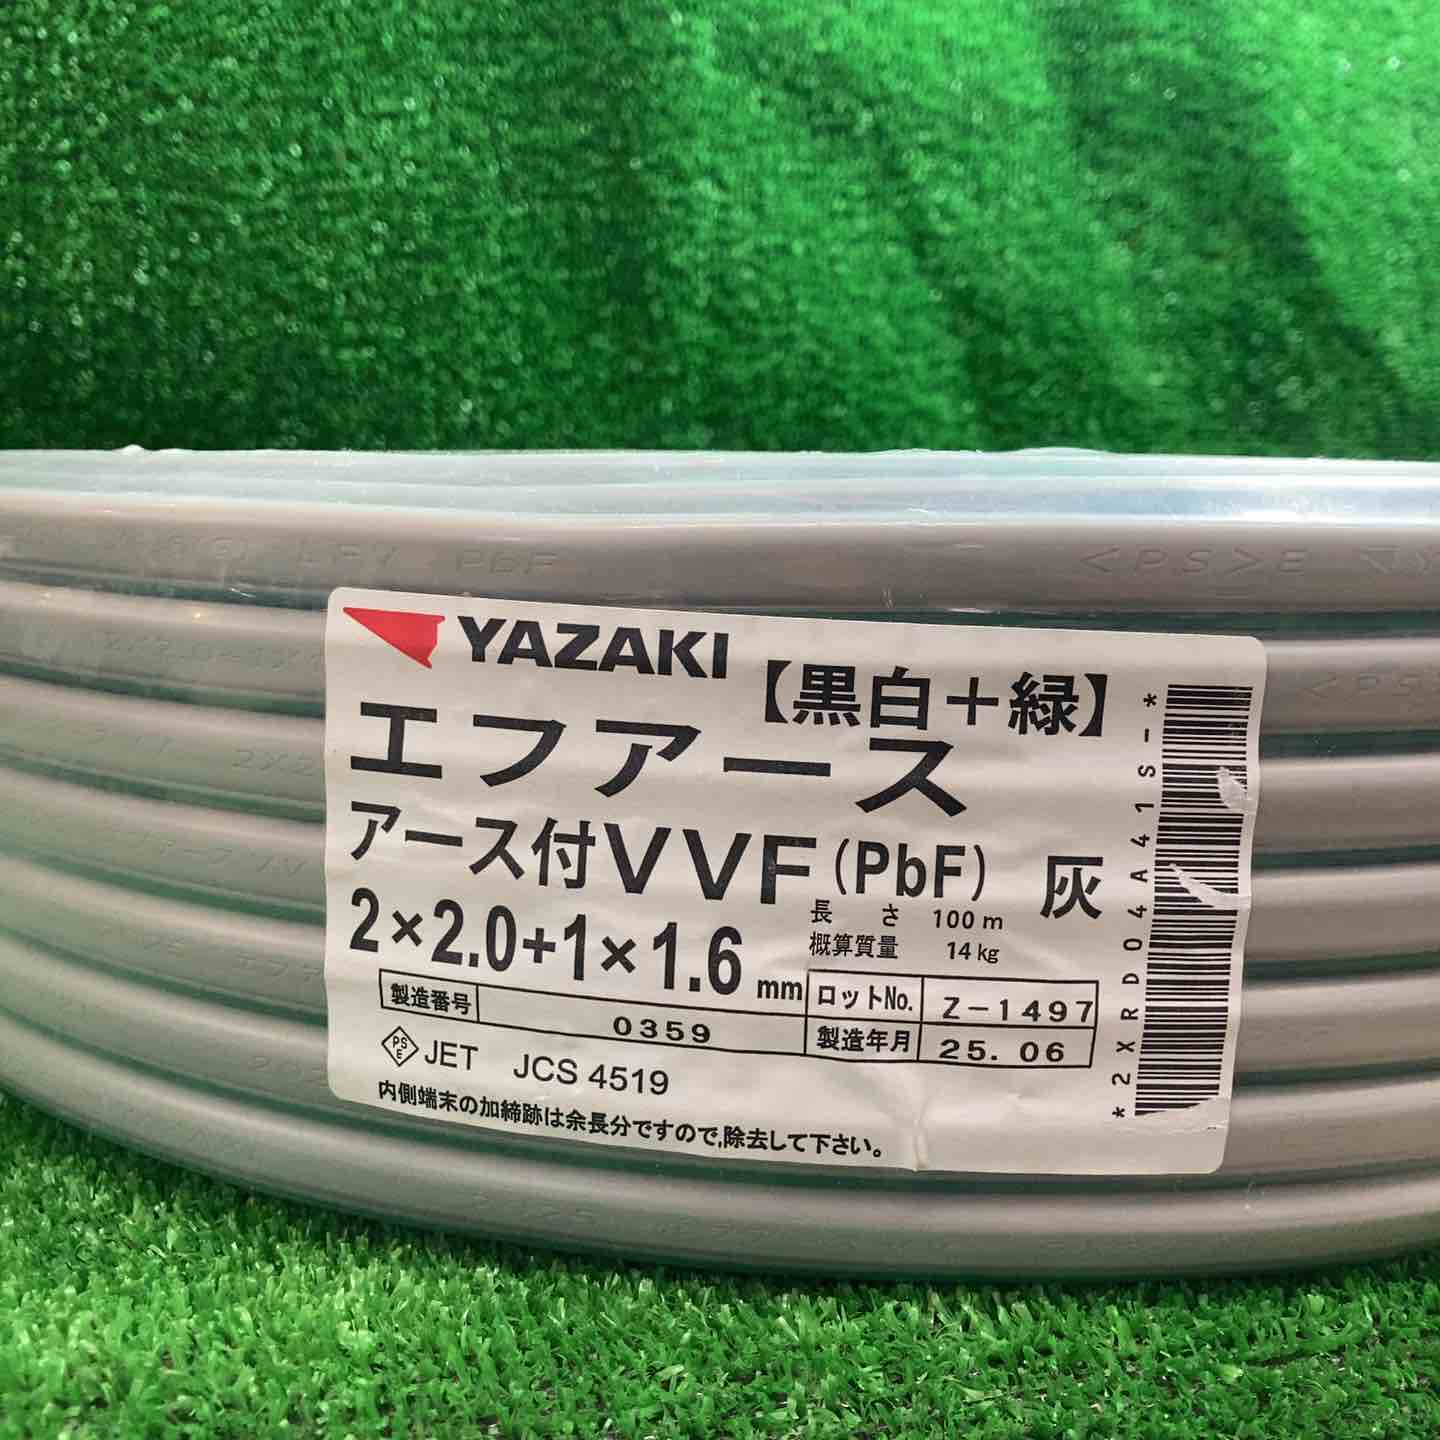 LFV PbF
<PS>E
YAZAKI
【黒白＋緑】
エフアース
アース付VVF(PbF) 灰
2×2.0+1×1.6mm
長さ 100m
概算質量 14kg
製造番号 0359
ロットNo. Z-1497
製造年月 25.06
PSE JET JCS 4519
内側端末の加締跡は余長分ですので,除去して下さい。
*2XRD04A41S-*